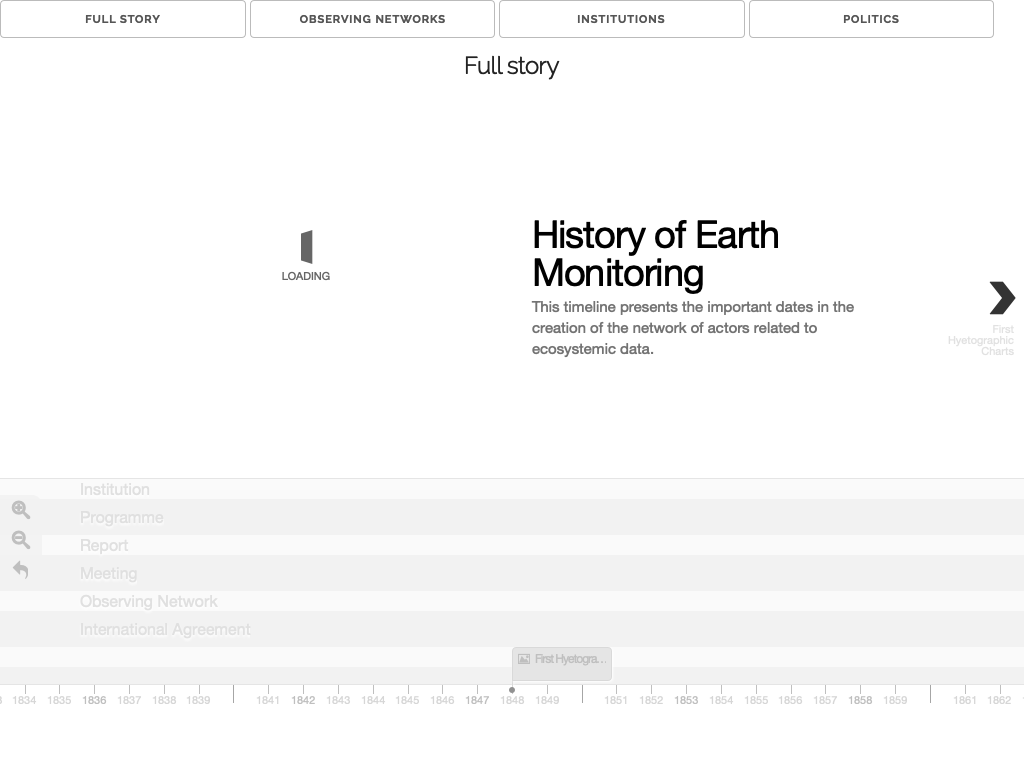 FULL STORY
OBSERVING NETWORKS
INSTITUTIONS
POLITICS
Full story
LOADING
History of Earth
Monitoring
This timeline presents the important dates in the
creation of the network of actors related to
ecosystemic data.
First
Hyetographic
Charts
Institution
Programme
Report
Meeting
Observing Network
International Agreement
First Hyetogra...
1834 1835 1836 1837 1838 1839 1841 1842 1843 1844 1845 1846 1847 1848 1849 1851 1852 1853 1854 1855 1856 1857 1858 1859 1861 1862